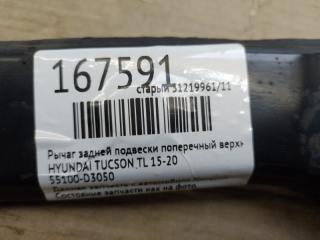 167591
старый 31219961/11
Рычаг задней подвески поперечный верх
HYUNDAI TUCSON TL 15-20
55100-D3050
Состояние запчасти как на фото